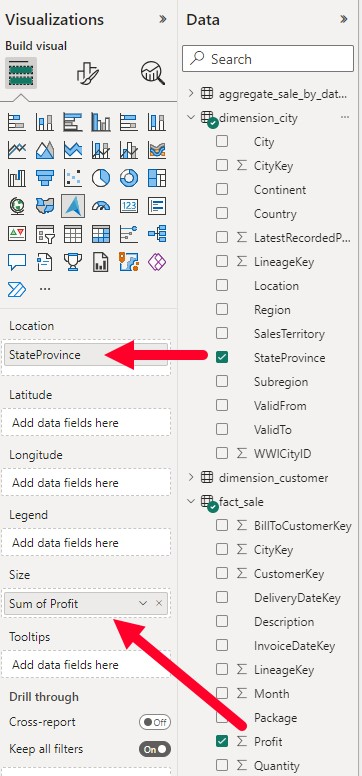 Visualizations
»
Build visual
123
...
Location
StateProvince
Latitude
Add data fields here
Longitude
Add data fields here
Legend
Add data fields here
Size
Sum of Profit
Tooltips
Add data fields here
Drill through
Cross-report
Off
Keep all filters
On
Data
»
Search
aggregate_sale_by_dat...
dimension_city
...
City
∑ CityKey
Continent
Country
∑ LatestRecordedP...
∑ LineageKey
Location
Region
SalesTerritory
StateProvince
Subregion
ValidFrom
ValidTo
∑ WWICityID
dimension_customer
fact_sale
∑ BillToCustomerKey
∑ CityKey
∑ CustomerKey
DeliveryDateKey
Description
InvoiceDateKey
∑ LineageKey
∑ Month
Package
∑ Profit
∑ Quantity